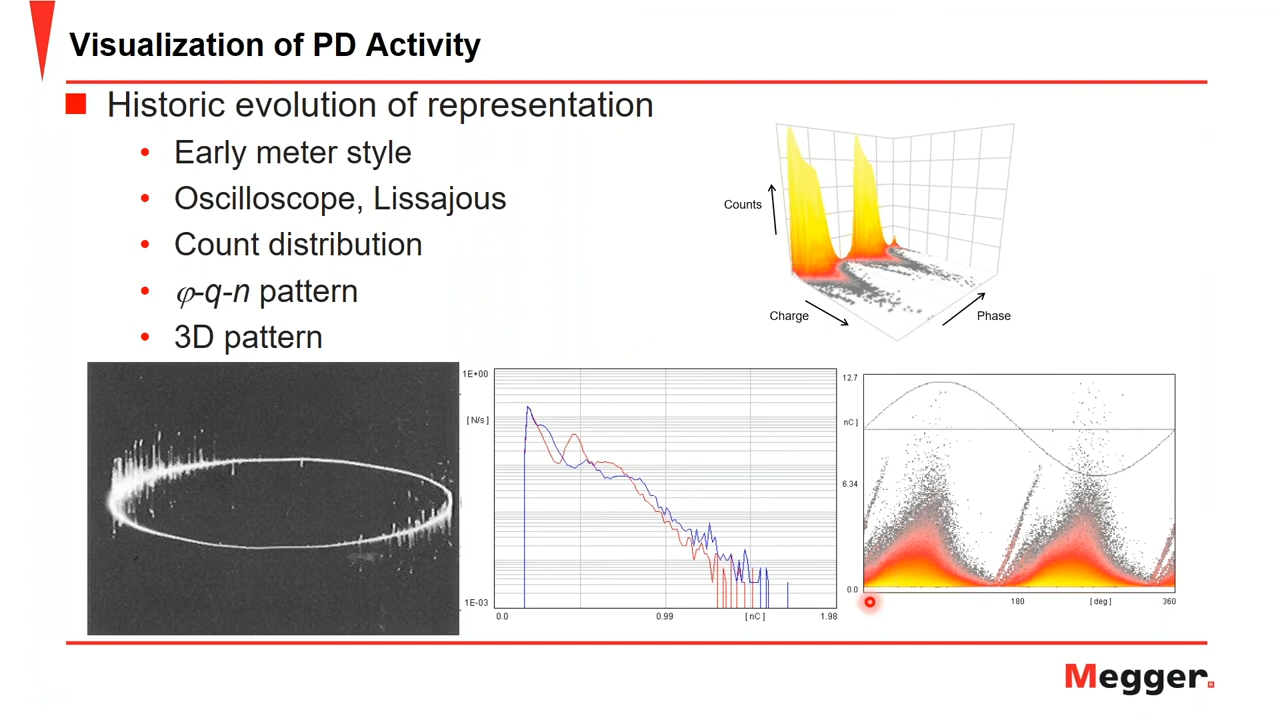 Visualization of PD Activity
Historic evolution of representation
• Early meter style
• Oscilloscope, Lissajous
• Count distribution
• φ-q-n pattern
• 3D pattern
Counts
Charge
Phase
1E+00
[N/s]
1E-03
0.0
0.99
[nC]
1.98
12.7
nC]
6.34
0.0
180
[deg]
360
Megger.